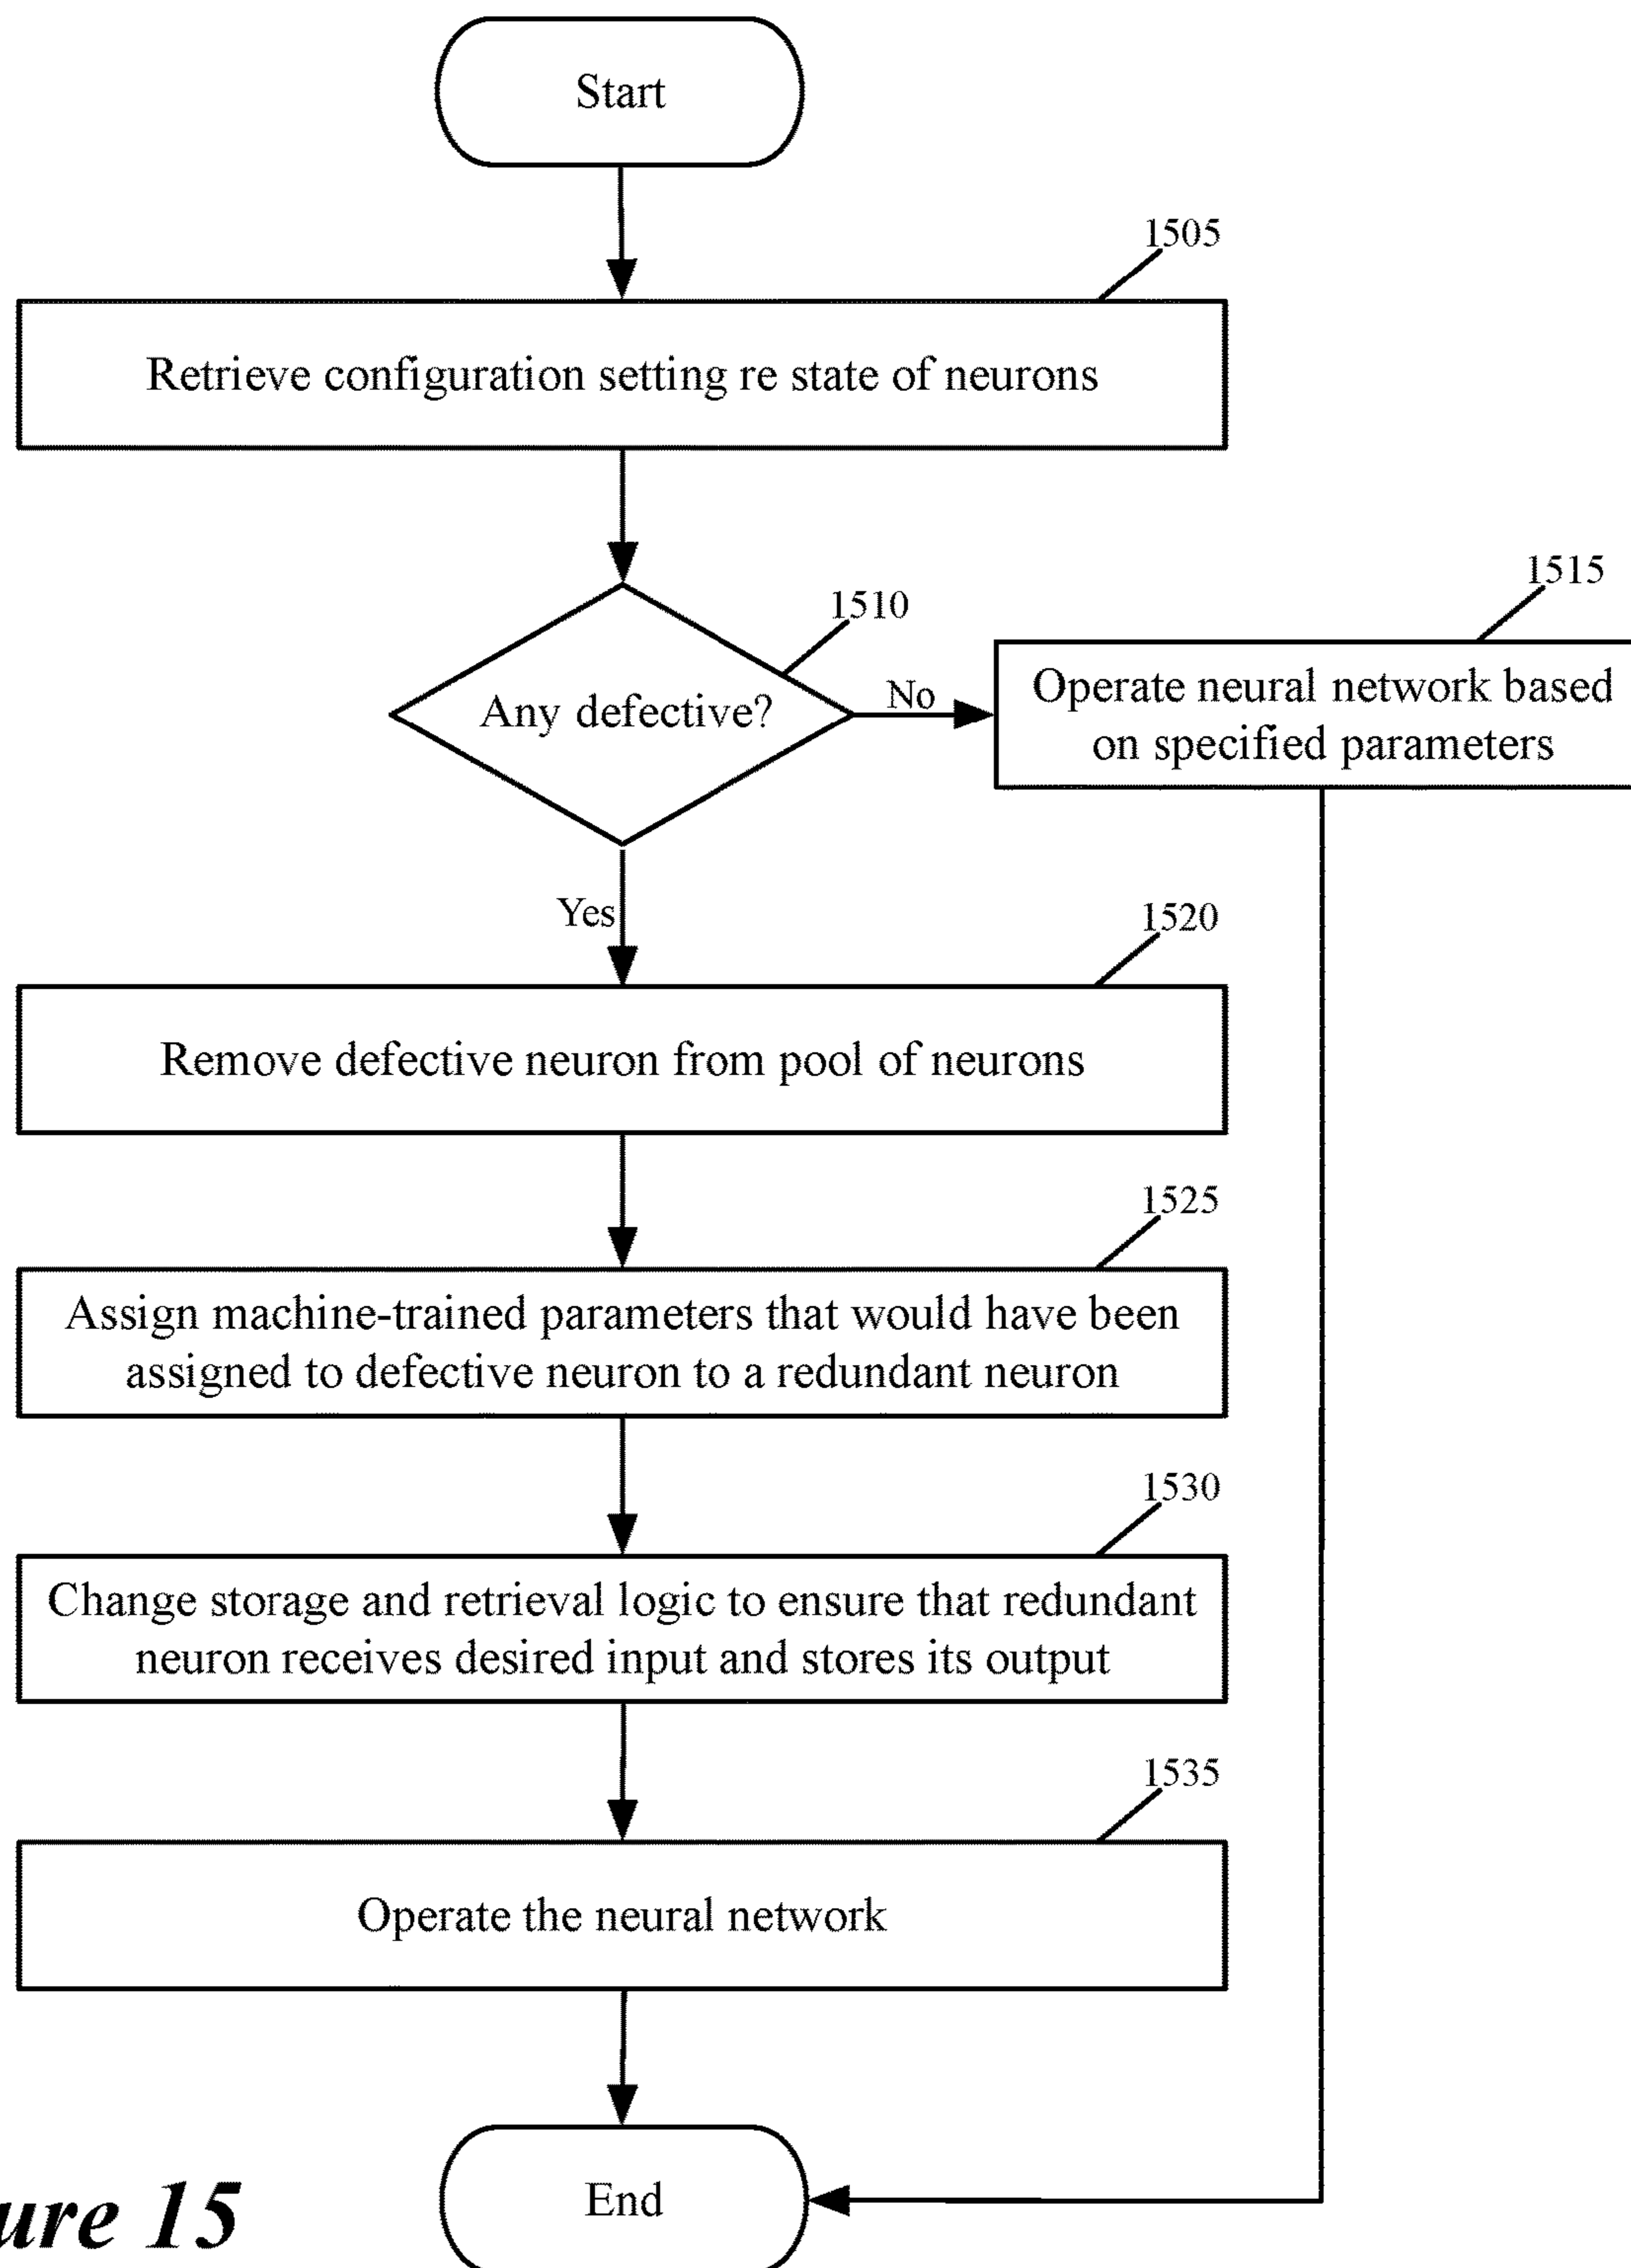 Start
1505
Retrieve configuration setting re state of neurons
1510
Any defective?
No
1515
Operate neural network based
on specified parameters
Yes
1520
Remove defective neuron from pool of neurons
1525
Assign machine-trained parameters that would have been
assigned to defective neuron to a redundant neuron
1530
Change storage and retrieval logic to ensure that redundant
neuron receives desired input and stores its output
1535
Operate the neural network
End
ure 15